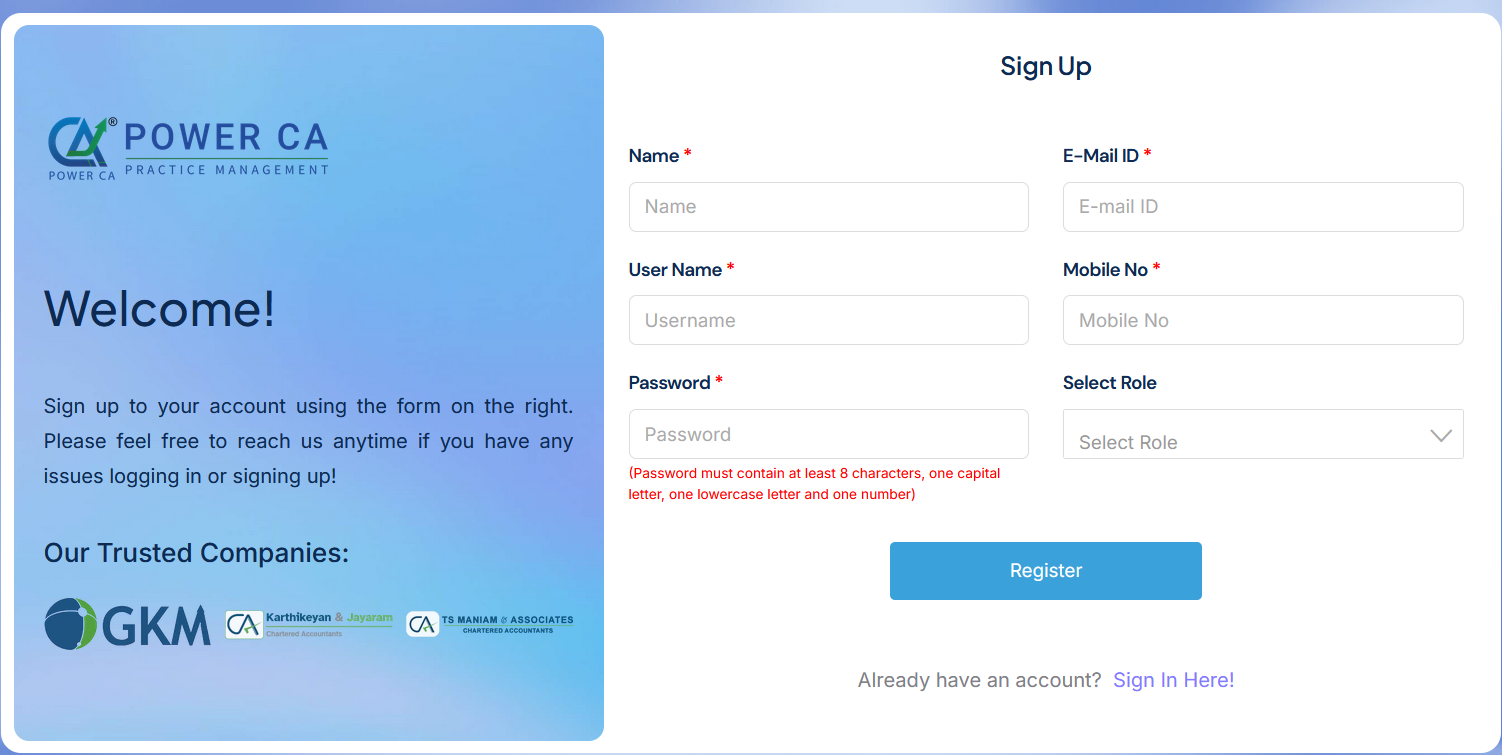 CA®
POWER CA
POWER CA
PRACTICE MANAGEMENT
Welcome!
Sign up to your account using the form on the right.
Please feel free to reach us anytime if you have any
issues logging in or signing up!
Our Trusted Companies:
GKM
CA
Karthikeyan & Jayaram
Chartered Accountants
CA
TS MANIAM & ASSOCIATES
CHARTERED ACCOUNTANTS
Sign Up
Name *
Name
E-Mail ID *
E-mail ID
User Name *
Username
Mobile No *
Mobile No
Password *
Password
(Password must contain at least 8 characters, one capital
letter, one lowercase letter and one number)
Select Role
Select Role
Register
Already have an account? Sign In Here!